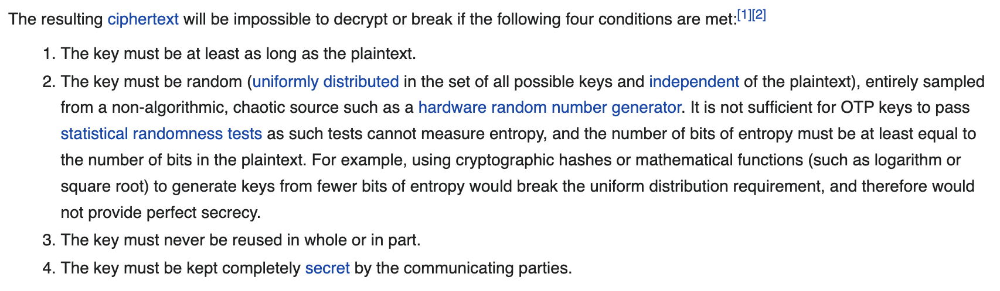 The resulting ciphertext will be impossible to decrypt or break if the following four conditions are met:[1][2]
1. The key must be at least as long as the plaintext.
2. The key must be random (uniformly distributed in the set of all possible keys and independent of the plaintext), entirely sampled
from a non-algorithmic, chaotic source such as a hardware random number generator. It is not sufficient for OTP keys to pass
statistical randomness tests as such tests cannot measure entropy, and the number of bits of entropy must be at least equal to
the number of bits in the plaintext. For example, using cryptographic hashes or mathematical functions (such as logarithm or
square root) to generate keys from fewer bits of entropy would break the uniform distribution requirement, and therefore would
not provide perfect secrecy.
3. The key must never be reused in whole or in part.
4. The key must be kept completely secret by the communicating parties.